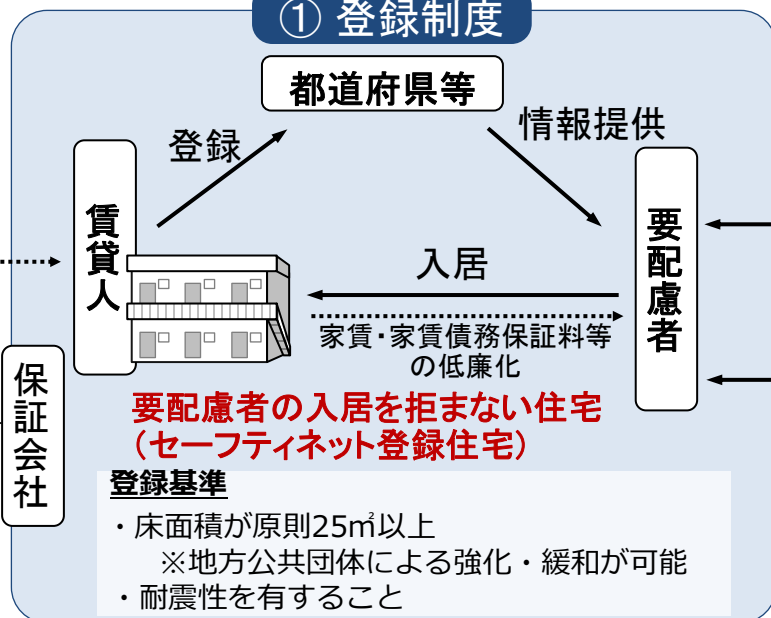 ① 登録制度
都道府県等
登録
情報提供
賃貸人
要配慮者
入居
家賃・家賃債務保証料等
の低廉化
保証会社
要配慮者の入居を拒まない住宅
（セーフティネット登録住宅）
登録基準
・床面積が原則25㎡以上
※地方公共団体による強化・緩和が可能
・耐震性を有すること